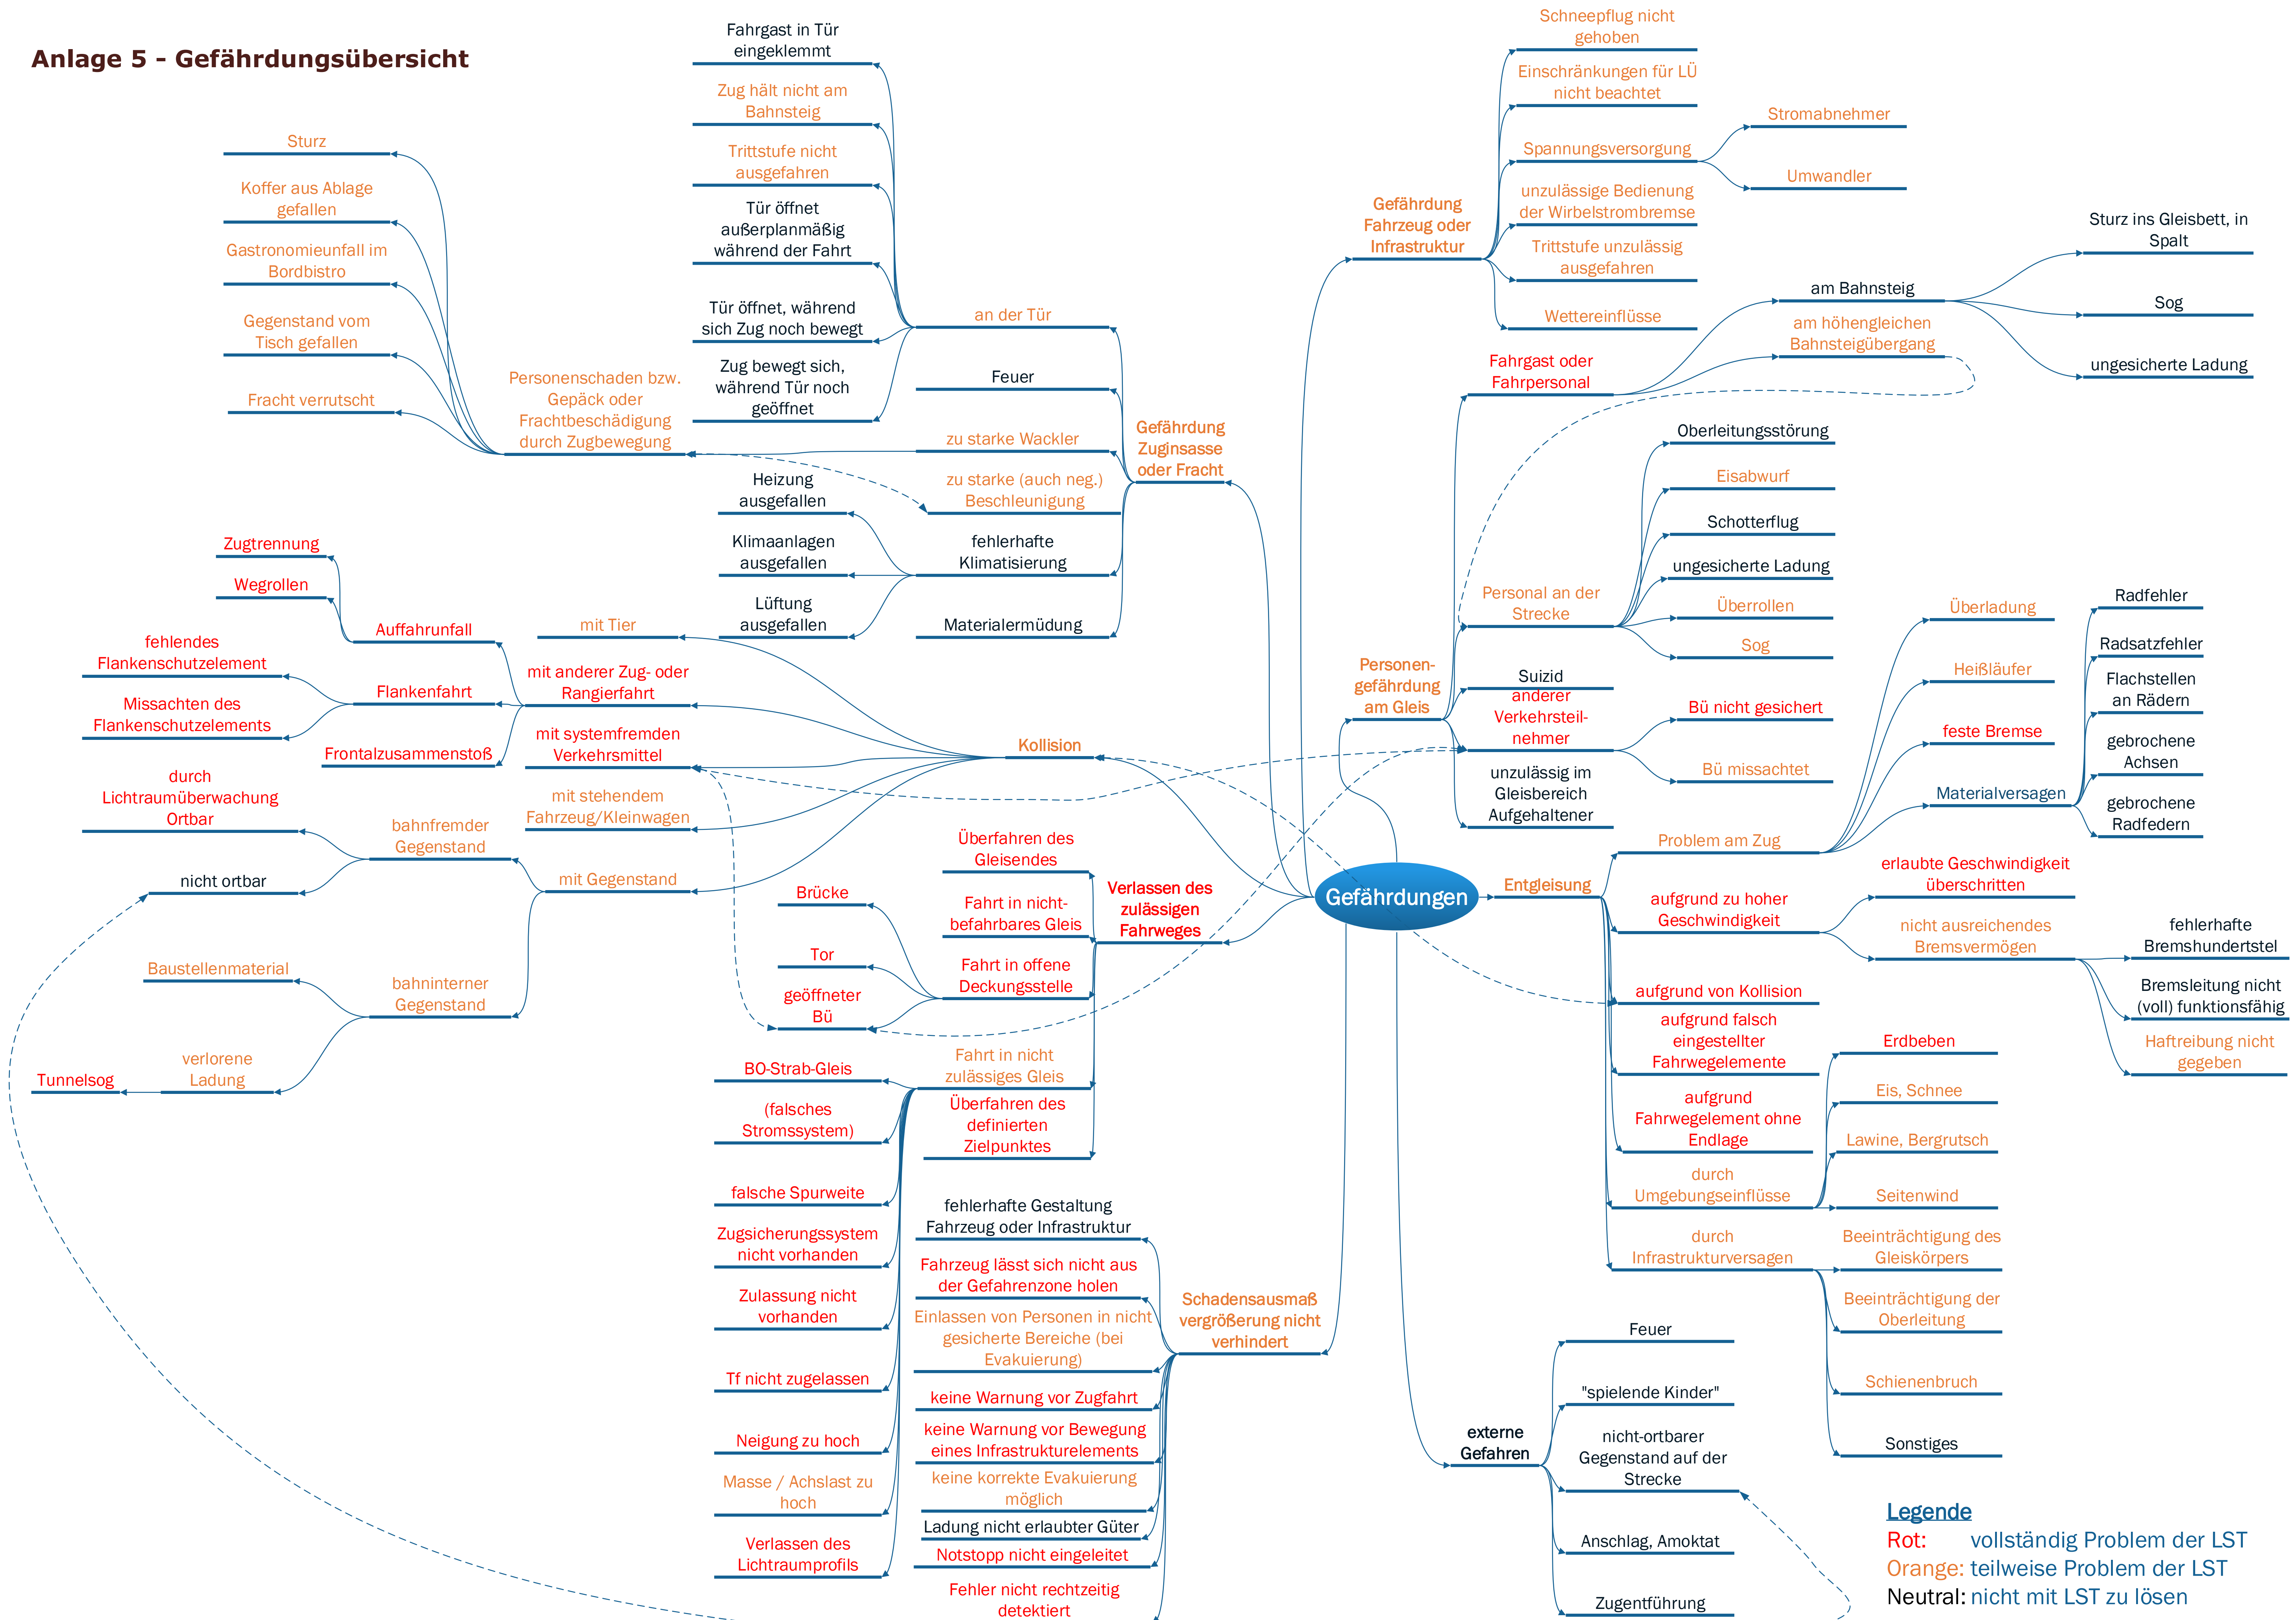 Anlage 5 - Gefährdungsübersicht
Fahrgast in Tür
eingeklemmt
Zug hält nicht am
Bahnsteig
Trittstufe nicht
ausgefahren
Tür öffnet
außerplanmäßig
während der Fahrt
Tür öffnet, während
sich Zug noch bewegt
Zug bewegt sich,
während Tür noch
geöffnet
an der Tür
Feuer
zu starke Wackler
zu starke (auch neg.)
Beschleunigung
fehlerhafte
Klimatisierung
Materialermüdung
Gefährdung
Zuginsasse
oder Fracht
Sturz
Koffer aus Ablage
gefallen
Gastronomieunfall im
Bordbistro
Gegenstand vom
Tisch gefallen
Fracht verrutscht
Personenschaden bzw.
Gepäck oder
Frachtbeschädigung
durch Zugbewegung
Heizung
ausgefallen
Klimaanlagen
ausgefallen
Lüftung
ausgefallen
Zugtrennung
Wegrollen
Auffahrunfall
fehlendes
Flankenschutzelement
Missachten des
Flankenschutzelements
Flankenfahrt
Frontalzusammenstoß
mit Tier
mit anderer Zug- oder
Rangierfahrt
mit systemfremden
Verkehrsmittel
mit stehendem
Fahrzeug/Kleinwagen
mit Gegenstand
Kollision
durch
Lichtraumüberwachung
Ortbar
nicht ortbar
bahnfremder
Gegenstand
Baustellenmaterial
bahninterner
Gegenstand
verlorene
Ladung
Tunnelsog
Überfahren des
Gleisendes
Fahrt in nicht-
befahrbares Gleis
Fahrt in offene
Deckungsstelle
Brücke
Tor
geöffneter
Bü
Verlassen des
zulässigen
Fahrweges
Fahrt in nicht
zulässiges Gleis
Überfahren des
definierten
Zielpunktes
BO-Strab-Gleis
(falsches
Stromssystem)
falsche Spurweite
Zugsicherungssystem
nicht vorhanden
Zulassung nicht
vorhanden
Tf nicht zugelassen
Neigung zu hoch
Masse / Achslast zu
hoch
Verlassen des
Lichtraumprofils
fehlerhafte Gestaltung
Fahrzeug oder Infrastruktur
Fahrzeug lässt sich nicht aus
der Gefahrenzone holen
Einlassen von Personen in nicht
gesicherte Bereiche (bei
Evakuierung)
keine Warnung vor Zugfahrt
keine Warnung vor Bewegung
eines Infrastrukturelements
keine korrekte Evakuierung
möglich
Ladung nicht erlaubter Güter
Notstopp nicht eingeleitet
Fehler nicht rechtzeitig
detektiert
Schadensausmaß
vergrößerung nicht
verhindert
Gefährdungen
Gefährdung
Fahrzeug oder
Infrastruktur
Schneepflug nicht
gehoben
Einschränkungen für LÜ
nicht beachtet
Spannungsversorgung
Stromabnehmer
Umwandler
unzulässige Bedienung
der Wirbelstrombremse
Trittstufe unzulässig
ausgefahren
Wettereinflüsse
Personen-
gefährdung
am Gleis
Fahrgast oder
Fahrpersonal
am Bahnsteig
am höhengleichen
Bahnsteigübergang
Sturz ins Gleisbett, in
Spalt
Sog
ungesicherte Ladung
Personal an der
Strecke
Oberleitungsstörung
Eisabwurf
Schotterflug
ungesicherte Ladung
Überrollen
Sog
Suizid
anderer
Verkehrsteil-
nehmer
Bü nicht gesichert
Bü missachtet
unzulässig im
Gleisbereich
Aufgehaltener
Entgleisung
Problem am Zug
Überladung
Heißläufer
feste Bremse
Materialversagen
Radfehler
Radsatzfehler
Flachstellen
an Rädern
gebrochene
Achsen
gebrochene
Radfedern
aufgrund zu hoher
Geschwindigkeit
erlaubte Geschwindigkeit
überschritten
nicht ausreichendes
Bremsvermögen
fehlerhafte
Bremshundertstel
Bremsleitung nicht
(voll) funktionsfähig
Haftreibung nicht
gegeben
aufgrund von Kollision
aufgrund falsch
eingestellter
Fahrwegelemente
aufgrund
Fahrwegelement ohne
Endlage
durch
Umgebungseinflüsse
Erdbeben
Eis, Schnee
Lawine, Bergrutsch
Seitenwind
durch
Infrastrukturversagen
Beeinträchtigung des
Gleiskörpers
Beeinträchtigung der
Oberleitung
Schienenbruch
Sonstiges
externe
Gefahren
Feuer
"spielende Kinder"
nicht-ortbarer
Gegenstand auf der
Strecke
Anschlag, Amoktat
Zugentführung
Legende
Rot: vollständig Problem der LST
Orange: teilweise Problem der LST
Neutral: nicht mit LST zu lösen